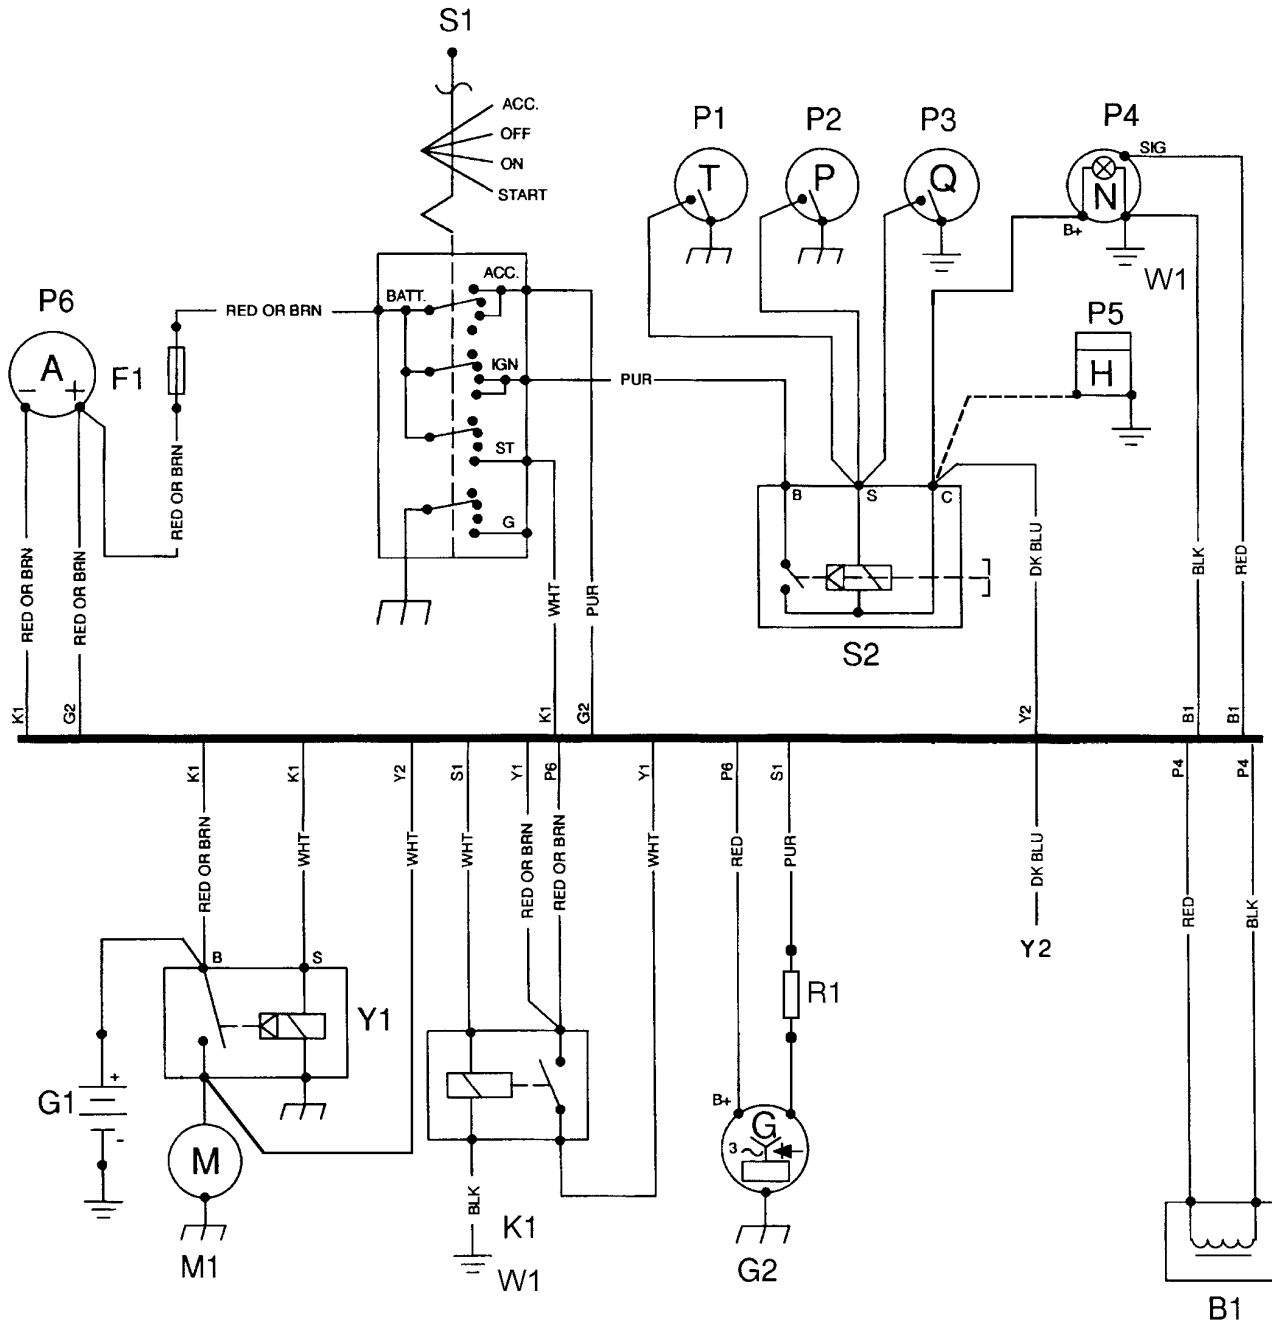 S1
ACC.
OFF
ON
START
P1
P2
P3
P4
T
P
Q
N
SIG
B+
W1
P6
A
- +
F1
RED OR BRN
BATT.
ACC.
IGN
ST
G
PUR
P5
H
B
S
C
S2
RED OR BRN
RED OR BRN
RED OR BRN
WHT
PUR
DK BLU
BLK
RED
K1
G2
K1
G2
Y2
B1
B1
K1
K1
Y2
S1
Y1
P6
Y1
P6
S1
P4
P4
RED OR BRN
WHT
WHT
WHT
RED OR BRN
RED OR BRN
WHT
RED
PUR
DK BLU
RED
BLK
Y2
B
S
Y1
R1
G1
+
-
M
M1
BLK
K1
W1
B+
G
3
G2
B1